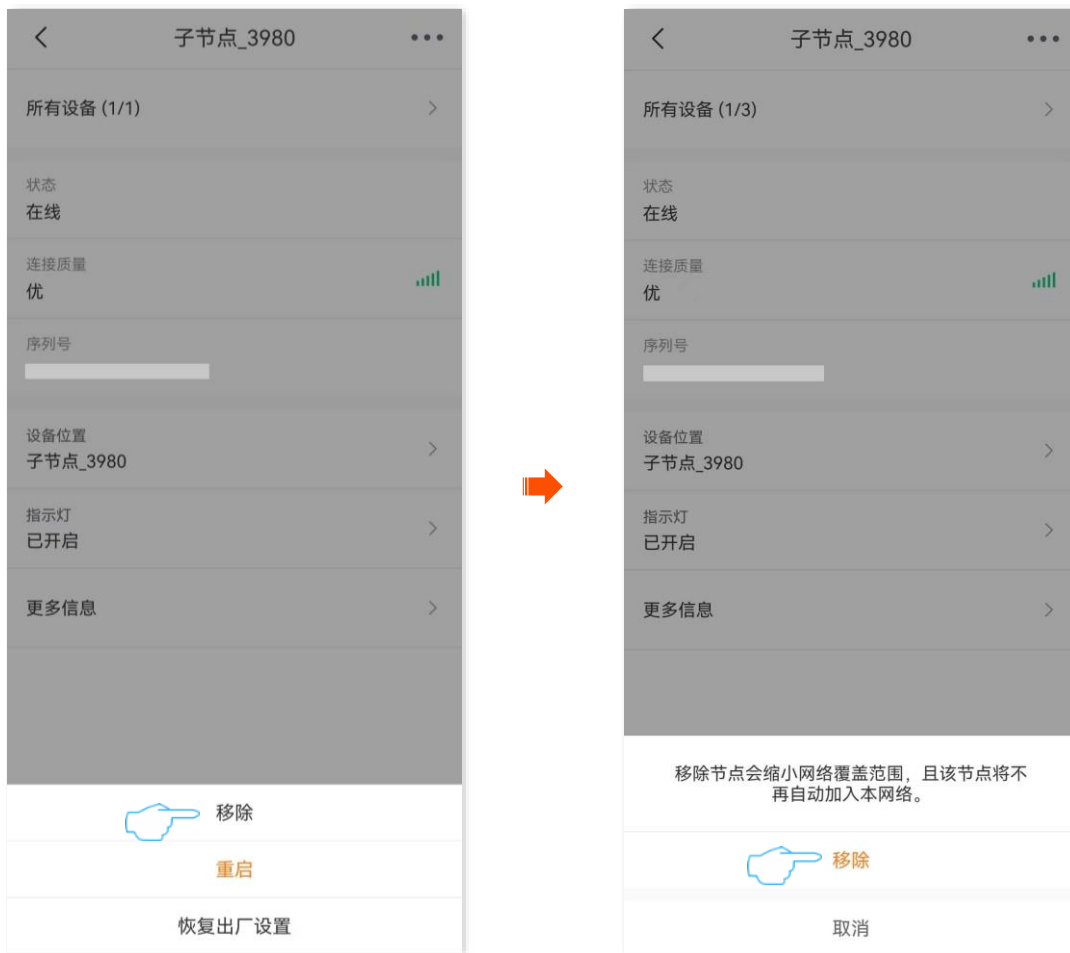 子节点_3980
所有设备 (1/1)
状态
在线
连接质量
优
序列号
设备位置
子节点_3980
指示灯
已开启
更多信息
移除
重启
恢复出厂设置
子节点_3980
所有设备 (1/3)
状态
在线
连接质量
优
序列号
设备位置
子节点_3980
指示灯
已开启
更多信息
移除节点会缩小网络覆盖范围，且该节点将不
再自动加入本网络。
移除
取消